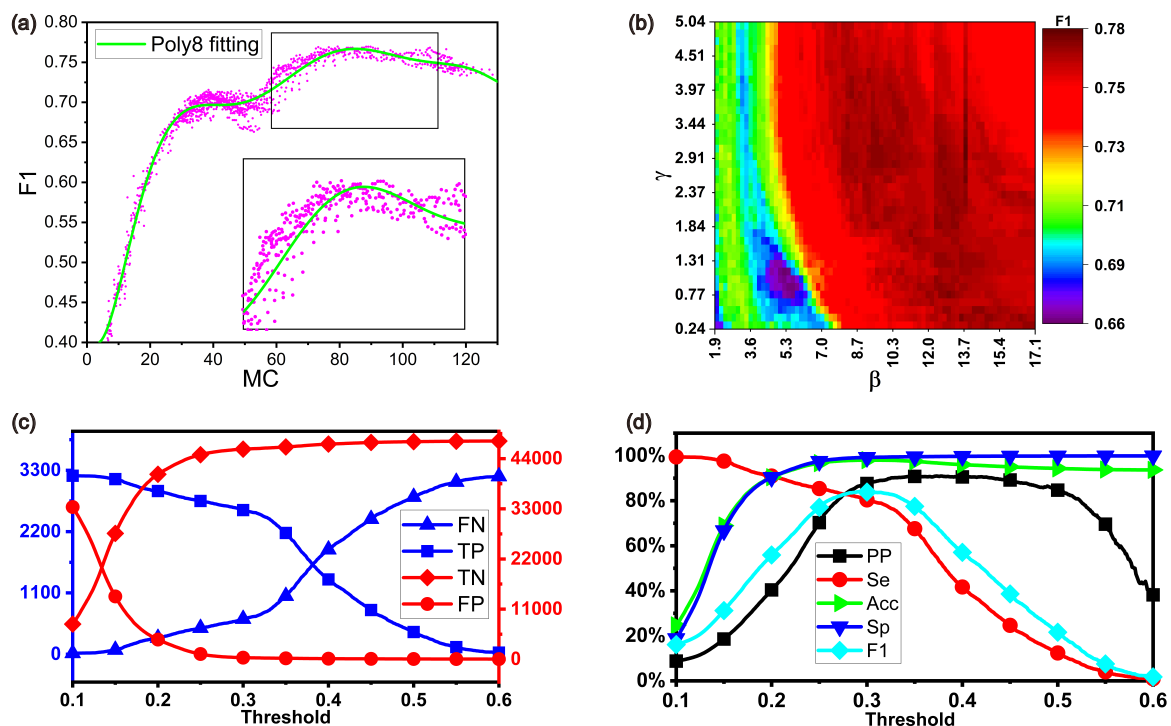 (a)
0.80
0.75
0.70
0.65
0.60
0.55
0.50
0.45
0.40
F1
Poly8 fitting
0 20 40 60 80 100 120
MC
(b)
5.04
4.51
3.97
3.44
2.91
2.37
1.84
1.31
0.77
0.24
γ
1.9 3.6 5.3 7.0 8.7 10.3 12.0 13.7 15.4 17.1
β
F1
0.78
0.76
0.74
0.73
0.71
0.69
0.68
0.66
(c)
3300
2200
1100
0
44000
33000
22000
11000
0
FN
TP
TN
FP
0.1 0.2 0.3 0.4 0.5 0.6
Threshold
(d)
100%
80%
60%
40%
20%
0%
PP
Se
Acc
Sp
F1
0.1 0.2 0.3 0.4 0.5 0.6
Threshold